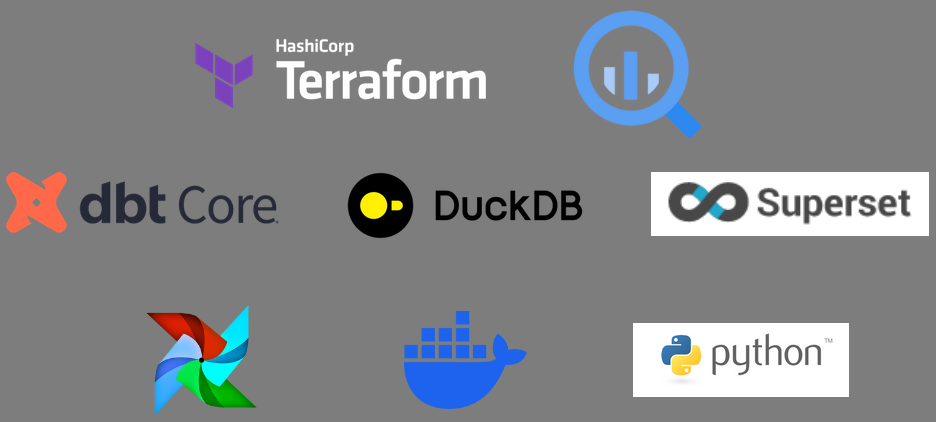 HashiCorp
Terraform
dbt Core
DuckDB
Superset
python™